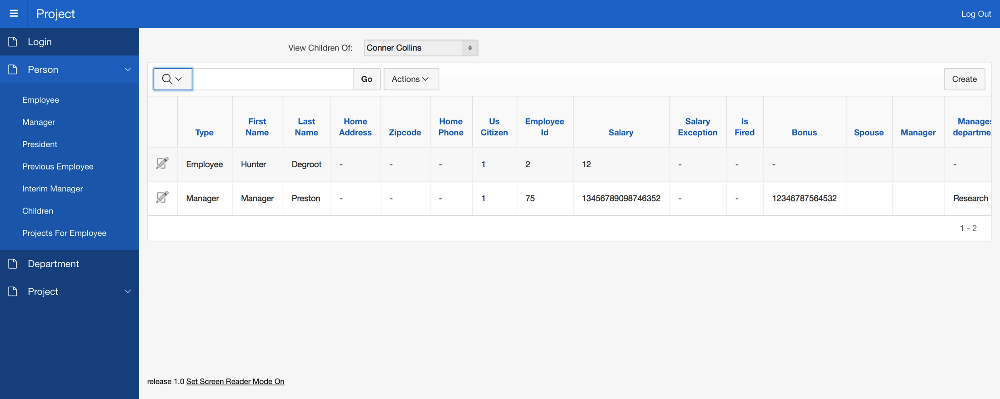 Project
Log Out
Login
Person
Employee
Manager
President
Previous Employee
Interim Manager
Children
Projects For Employee
Department
Project
View Children Of: Conner Collins
Go Actions Create
Type First Name Last Name Home Address Zipcode Home Phone Us Citizen Employee Id Salary Salary Exception Is Fired Bonus Spouse Manager Manages departme
Employee Hunter Degroot - - - 1 2 12 - - - -
Manager Manager Preston - - - 1 75 13456789098746352 - - 12346787564532 Research
1 - 2
release 1.0 Set Screen Reader Mode On